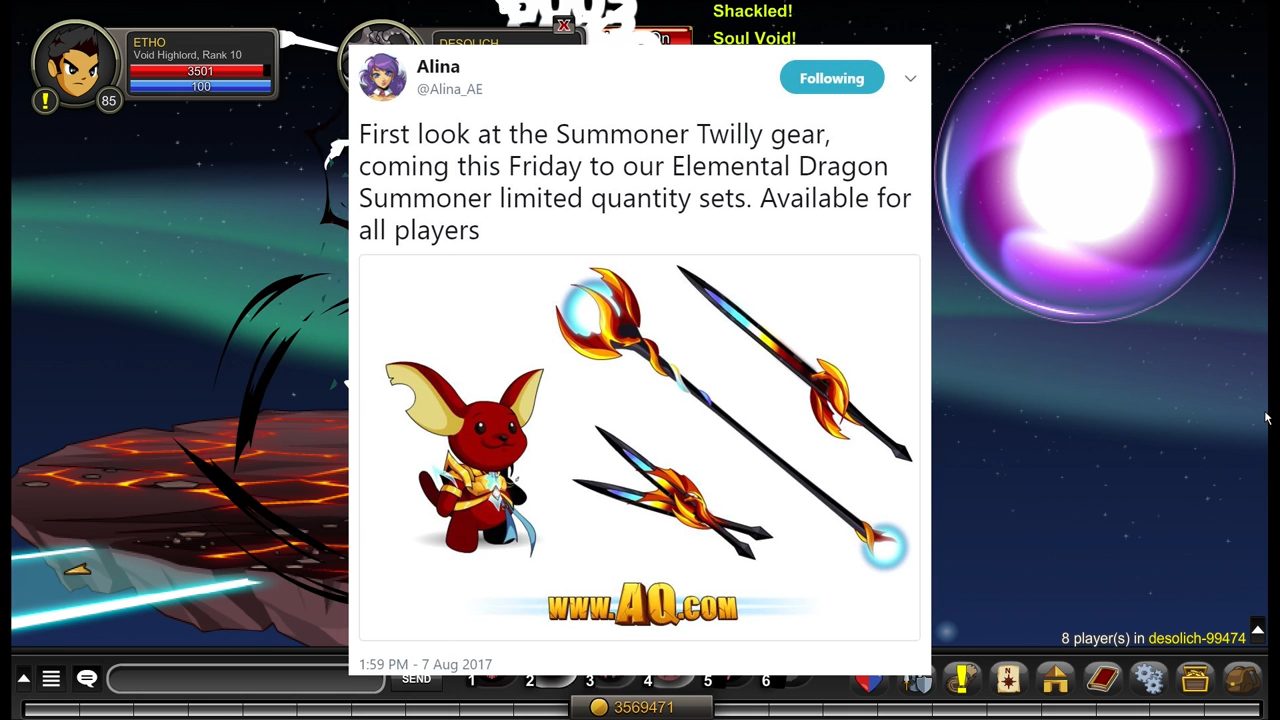 Shackled!
Soul Void!
ETHO
Void Highlord, Rank 10
3501
100
85
DESOLICH
On
Alina
@Alina_AE
Following
First look at the Summoner Twilly gear,
coming this Friday to our Elemental Dragon
Summoner limited quantity sets. Available for
all players
WWW.AQ.COM
1:59 PM - 7 Aug 2017
8 player(s) in desolich-99474
SEND
1 2 3 4 5 6
3569471